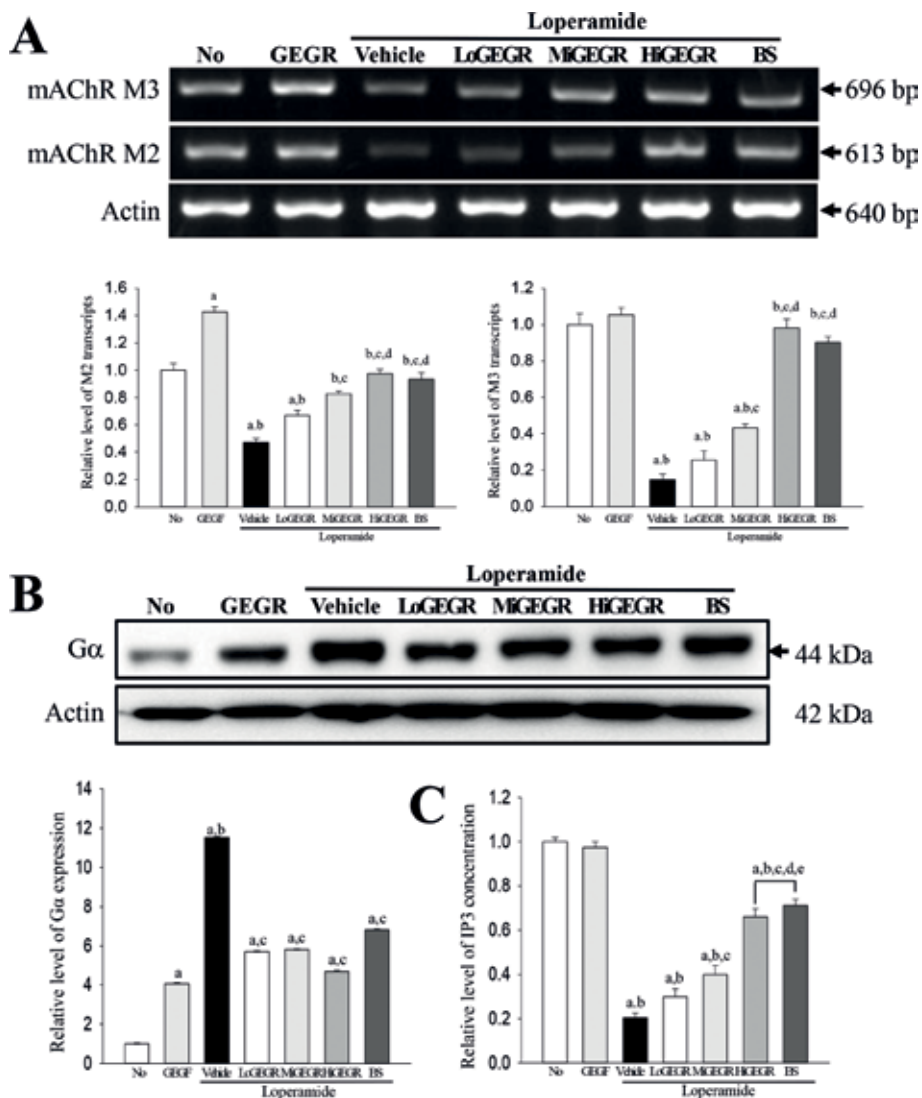 A
Loperamide
No GEGR Vehicle LoGEGR MiGEGR HiGEGR BS
mAChR M3 696 bp
mAChR M2 613 bp
Actin 640 bp
Relative level of M2 transcripts
1.6
1.4
1.2
1.0
0.8
0.6
0.4
0.2
0.0
a
a.b
a,b
b,c
b,c,d
b,c,d
No GEGF Vehicle LoGEGR MiGEGR HiGEGR BS
Loperamide
Relative level of M3 transcripts
1.2
1.0
0.8
0.6
0.4
0.2
0.0
a.b
a.b
a.b,c
b,c,d
b,c,d
No GEGF Vehicle LoGEGR MiGEGR HiGEGR BS
Loperamide
B
Loperamide
No GEGR Vehicle LoGEGR MiGEGR HiGEGR BS
Gα 44 kDa
Actin 42 kDa
Relative level of Gα expression
14
12
10
8
6
4
2
0
a
a,b
a,c
a,c
a,c
a,c
No GEGF Vehicle LoGEGR MiGEGR HiGEGR BS
Loperamide
C
Relative level of IP3 concentration
1.2
1.0
0.8
0.6
0.4
0.2
0.0
a,b
a,b
a,b,c
a,b,c,d,e
No GEGF Vehicle LoGEGR MiGEGR HiGEGR BS
Loperamide